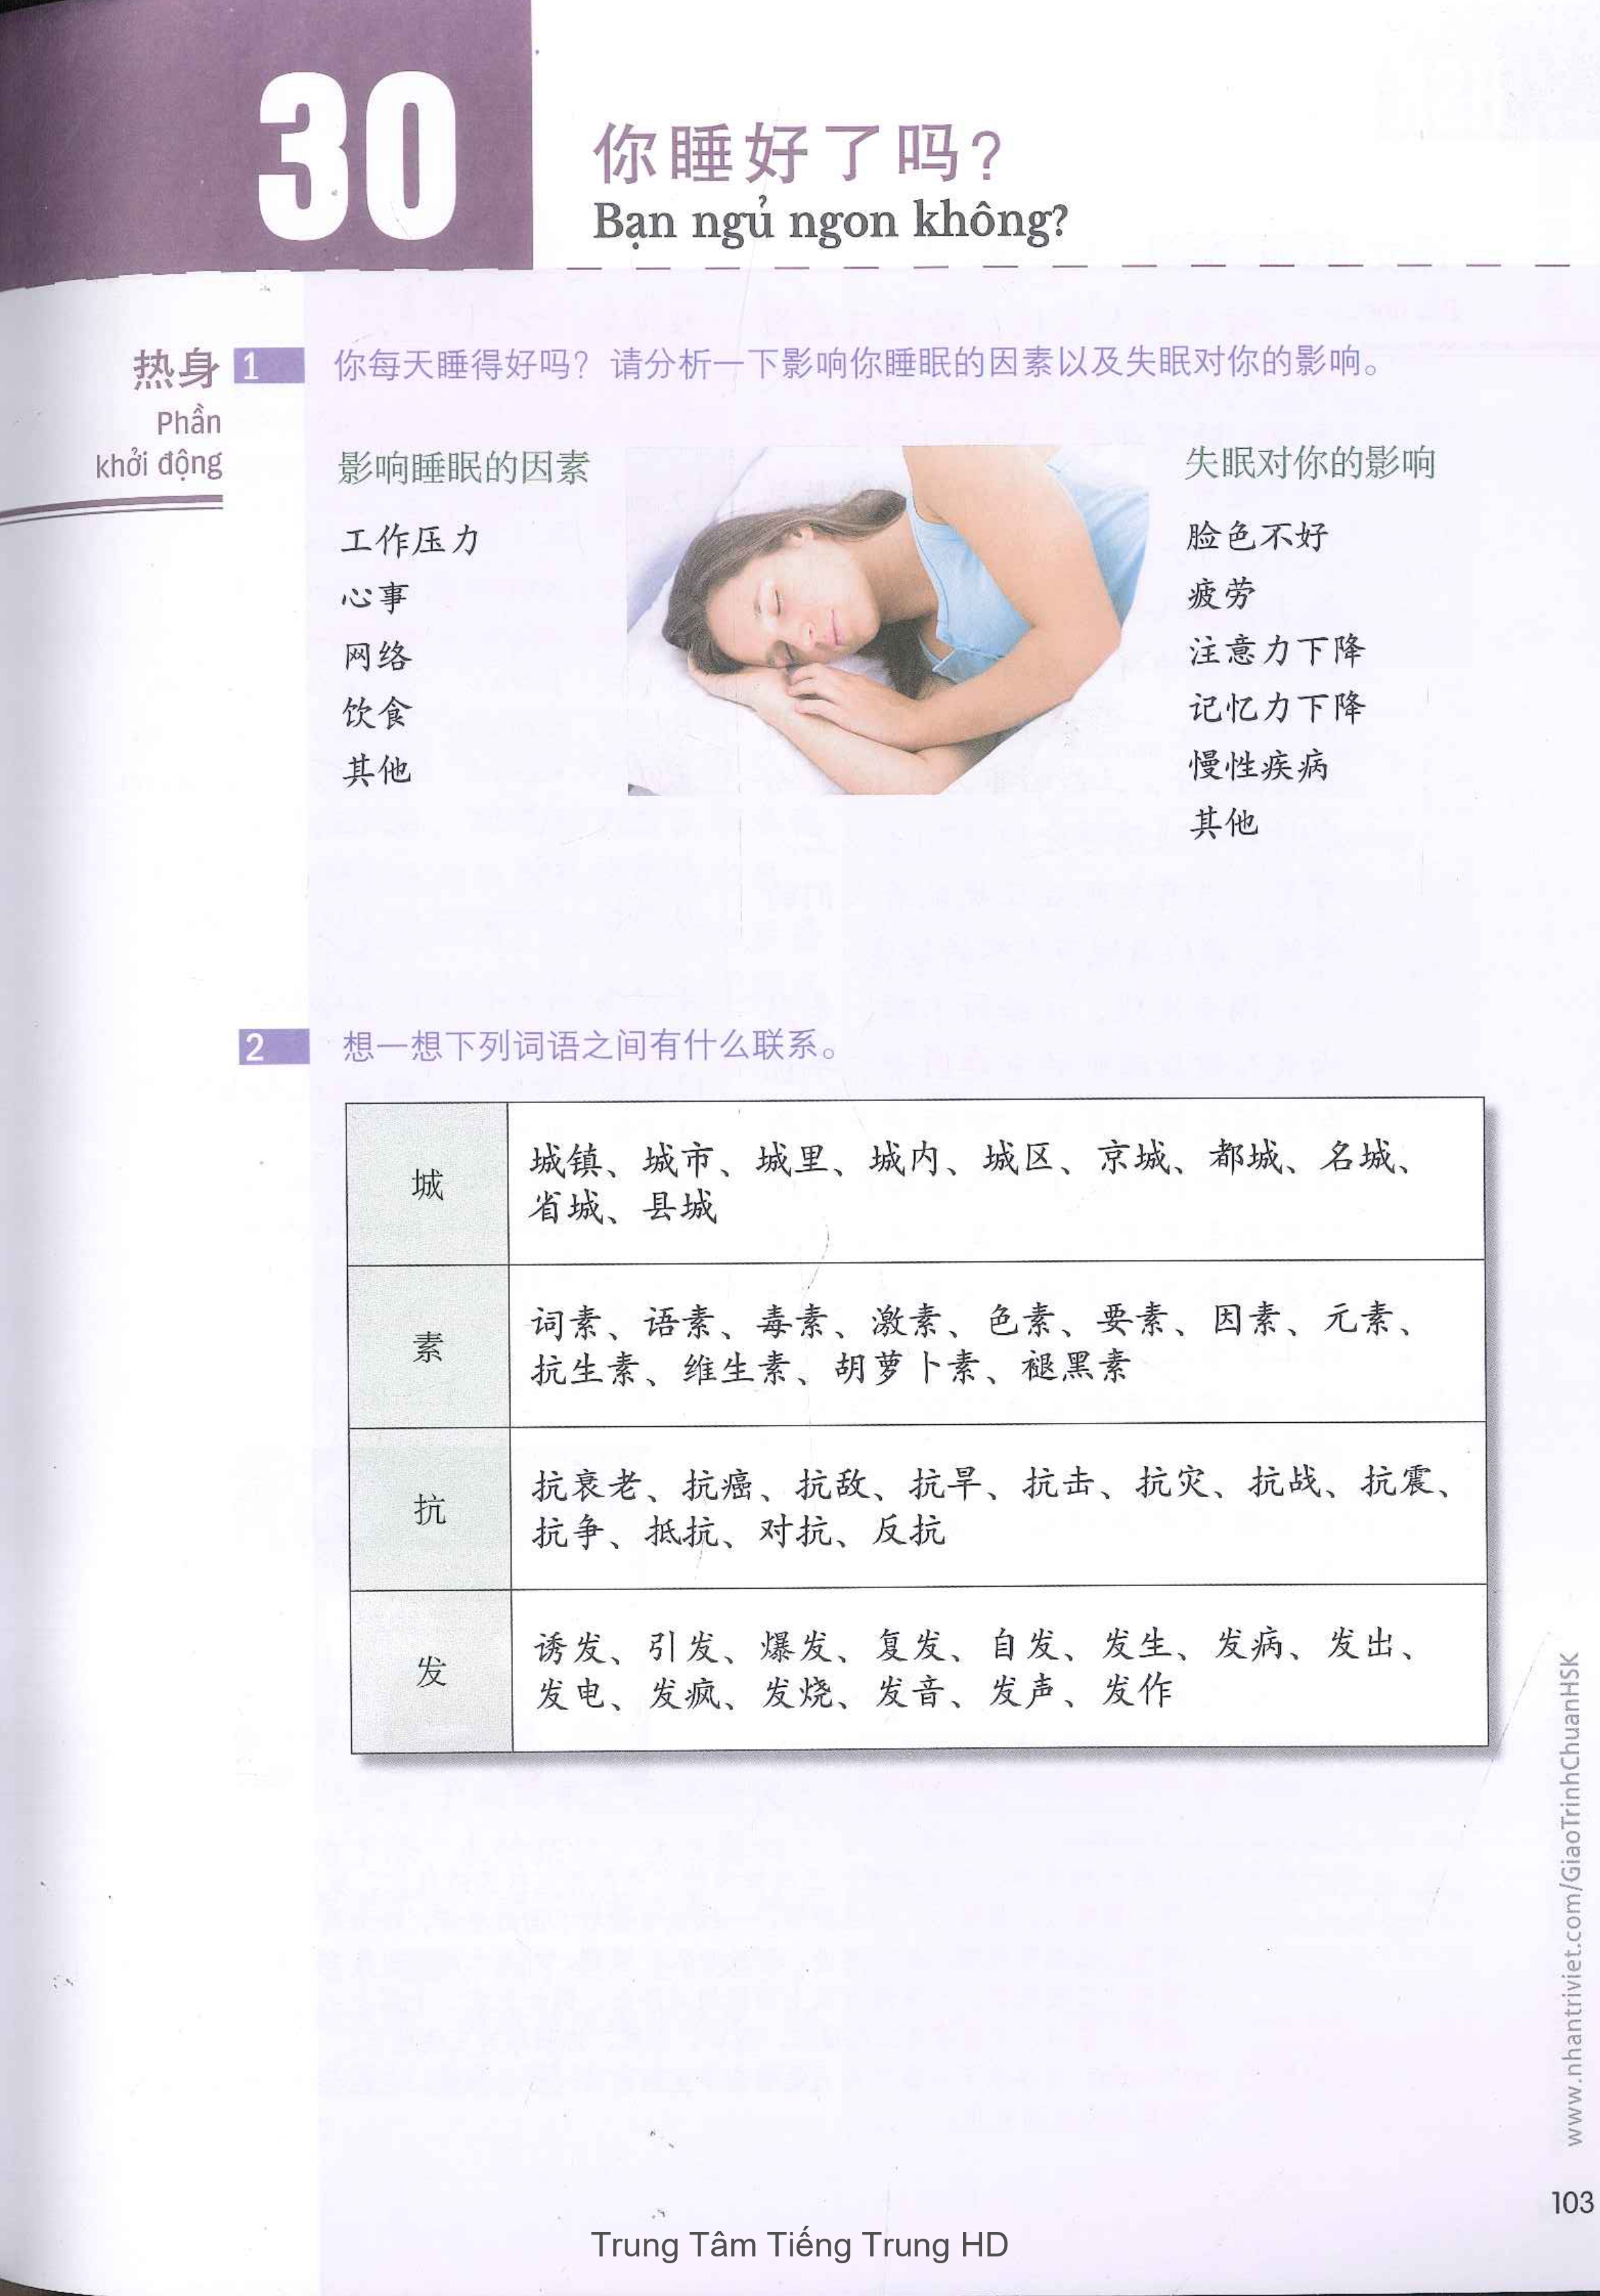 30
你睡好了吗?
Bạn ngủ ngon không?
热身
Phần
khởi động
1
你每天睡得好吗? 请分析一下影响你睡眠的因素以及失眠对你的影响。
影响睡眠的因素
工作压力
心事
网络
饮食
其他
失眠对你的影响
脸色不好
疲劳
注意力下降
记忆力下降
慢性疾病
其他
2
想一想下列词语之间有什么联系。
城
城镇、城市、城里、城内、城区、京城、都城、名城、
省城、县城
素
词素、语素、毒素、激素、色素、要素、因素、元素、
抗生素、维生素、胡萝卜素、褪黑素
抗
抗衰老、抗癌、抗敌、抗旱、抗击、抗灾、抗战、抗震、
抗争、抵抗、对抗、反抗
发
诱发、引发、爆发、复发、自发、发生、发病、发出、
发电、发疯、发烧、发音、发声、发作
www.nhantriviet.com/GiaoTrinhChuanHSK
103
Trung Tâm Tiếng Trung HD